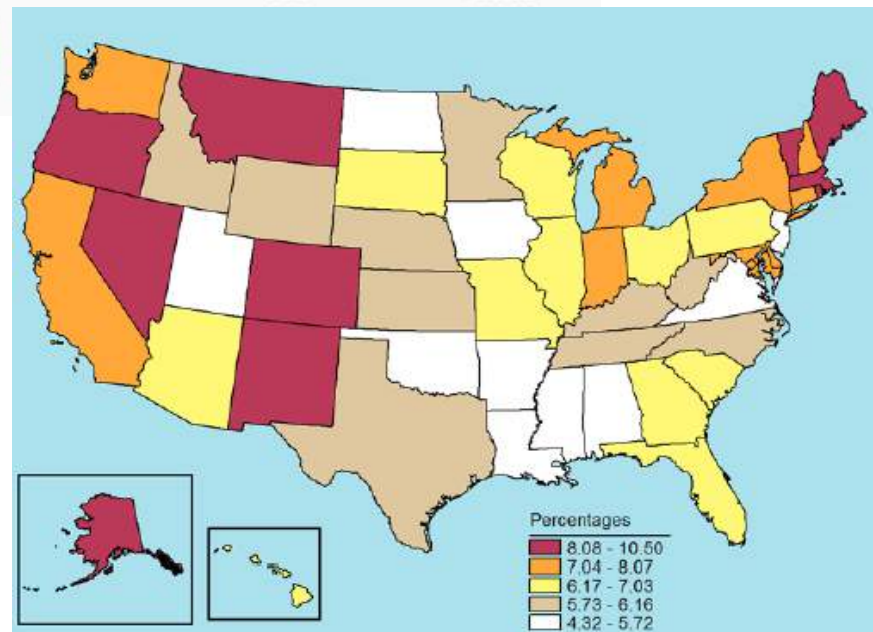 Percentages
8.08 - 10.50
7.04 - 8.07
6.17 - 7.03
5.73 - 6.16
4.32 - 5.72